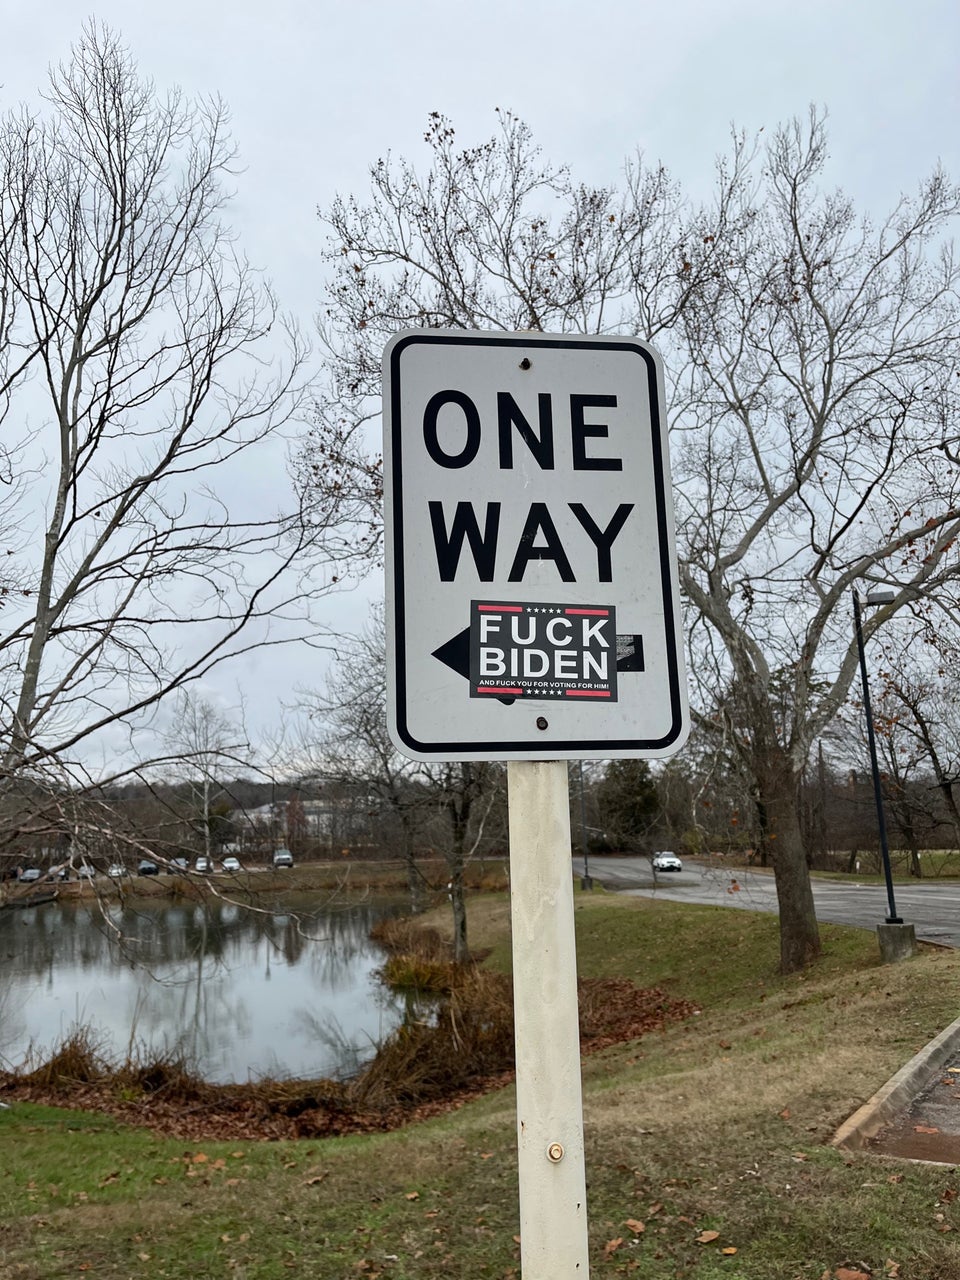 ONE
WAY
FUCK
BIDEN
AND FUCK YOU FOR VOTING FOR HIM!